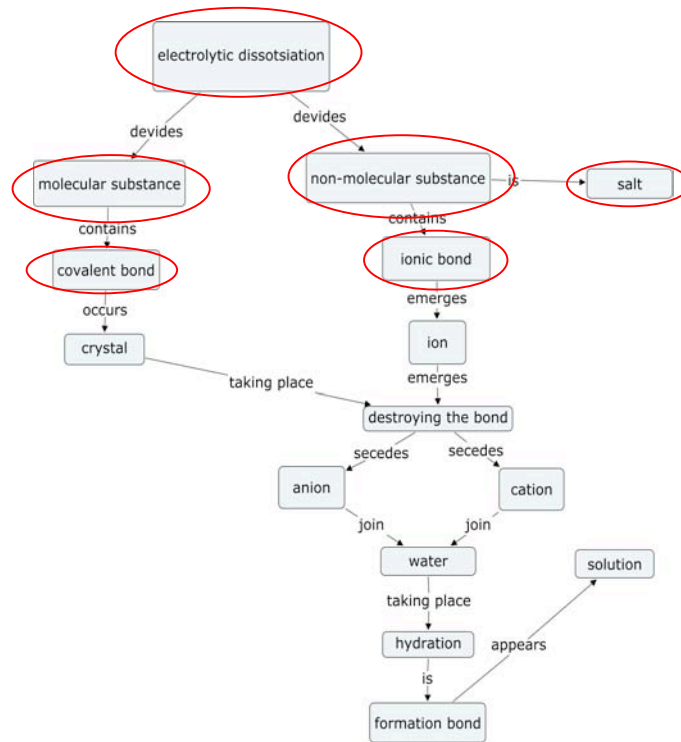 electrolytic dissotsiation
devides
devides
molecular substance
non-molecular substance
is
salt
contains
contains
covalent bond
ionic bond
occurs
emerges
crystal
ion
taking place
emerges
destroying the bond
secedes
secedes
anion
cation
join
join
water
solution
taking place
hydration
appears
is
formation bond